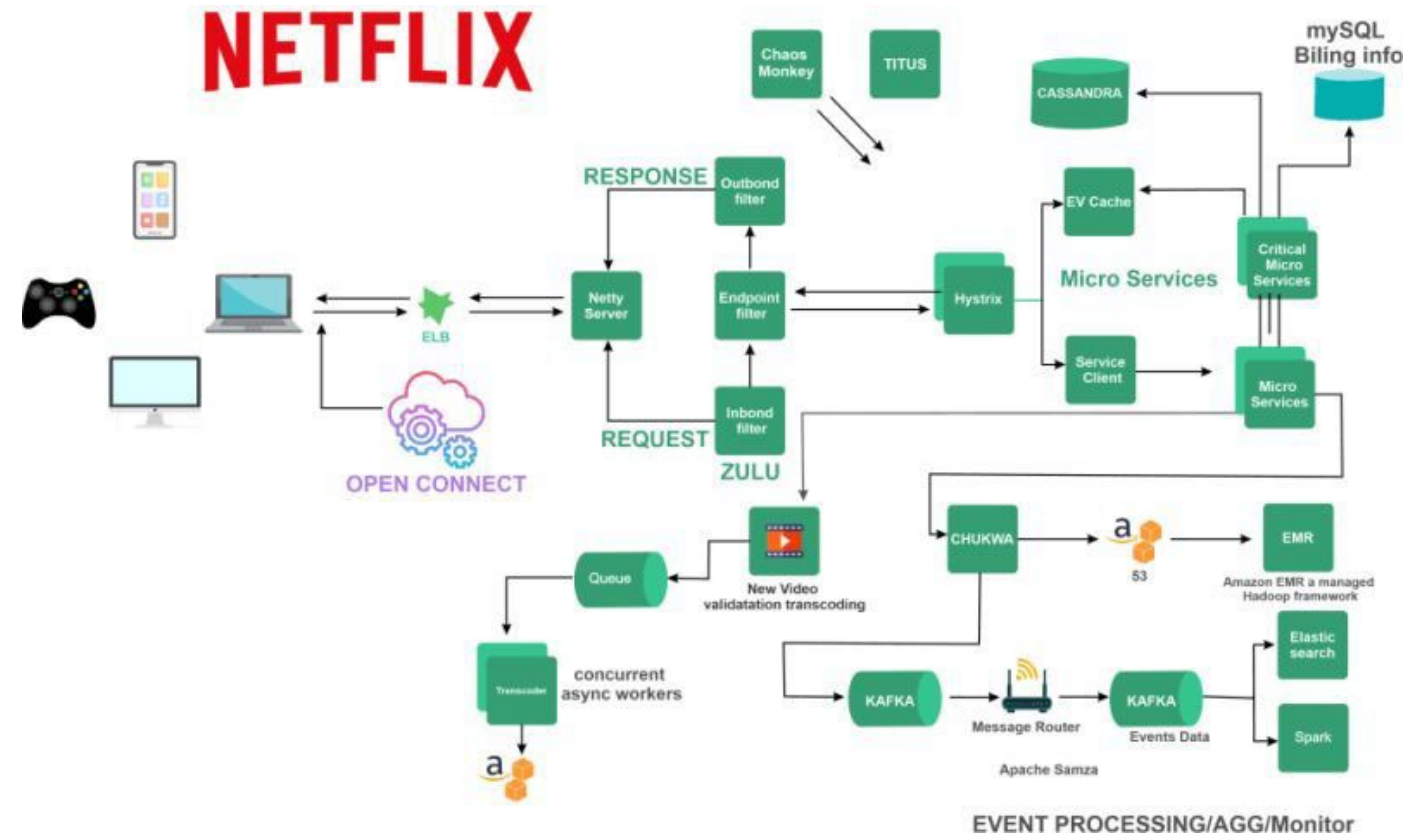 NETFLIX
Chaos
Monkey
TITUS
mySQL
Biling info
CASSANDRA
RESPONSE
Outbond
filter
EV Cache
Micro Services
Critical
Micro
Services
ELB
Netty
Server
Endpoint
filter
Hystrix
Service
Client
Micro
Services
OPEN CONNECT
REQUEST
Inbond
filter
ZULU
Queue
New Video
validatation transcoding
CHUKWA
a
53
EMR
Amazon EMR a managed
Hadoop framework
Transcoder
concurrent
async workers
a
KAFKA
Message Router
Apache Samza
KAFKA
Events Data
Elastic
search
Spark
EVENT PROCESSING/AGG/Monitor